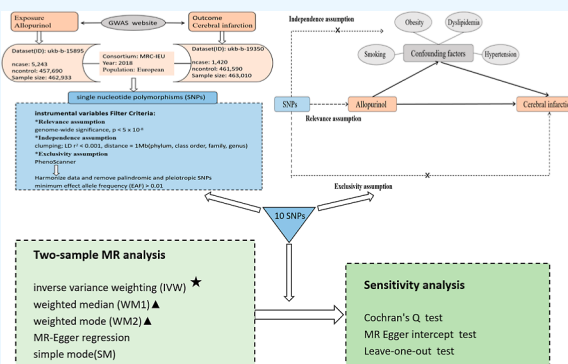 Exposure
Allopurinol
GWAS website
Outcome
Cerebral infarction
Dataset(ID): ukb-b-15895
ncase: 5,243
ncontrol: 457,690
Sample size: 462,933
Consortium: MRC-IEU
Year: 2018
Population: European
Dataset(ID): ukb-b-19350
ncase: 1,420
ncontrol: 461,590
Sample size: 463,010
single nucleotide polymorphisms (SNPs)
instrumental variables Filter Criteria:
*Relevance assumption
genome-wide significance, p < 5 x 10⁻⁸
*Independence assumption
clumping; LD r² < 0.001, distance = 1Mb(phylum, class order, family, genus)
*Exclusivity assumption
PhenoScanner
Harmonize data and remove palindromic and pleiotropic SNPs
minimum effect allele frequency (EAF) > 0.01
Independence assumption
X
Obesity
Dyslipidemia
Smoking
Confounding factors
Hypertension
SNPs
Allopurinol
Cerebral infarctio
Relevance assumption
X
Exclusivity assumption
10 SNPs
Two-sample MR analysis
inverse variance weighting (IVW) ★
weighted median (WM1) ▲
weighted mode (WM2) ▲
MR-Egger regression
simple mode(SM)
Sensitivity analysis
Cochran's Q test
MR Egger intercept test
Leave-one-out test